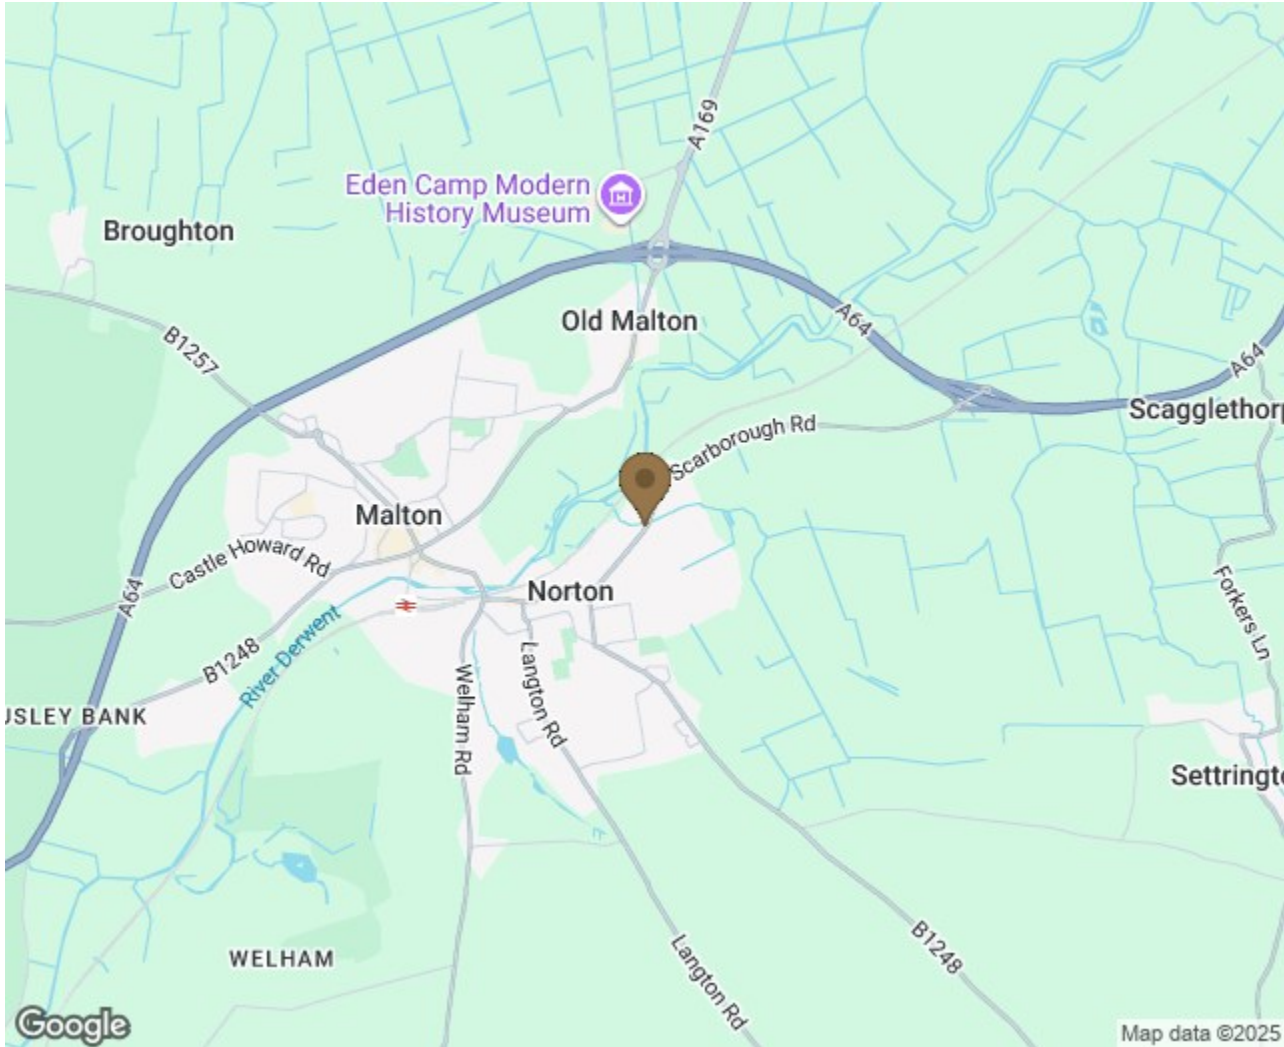 A169
Eden Camp Modern
History Museum
Broughton
Old Malton
A64
B1257
A64
Scagglethorp
Scarborough Rd
Malton
Castle Howard Rd
Norton
A64
River Derwent
B1248
Forkers Ln
Langton Rd
Welham Rd
USLEY BANK
Settringto
WELHAM
B1248
Langton Rd
Google
Map data ©2025